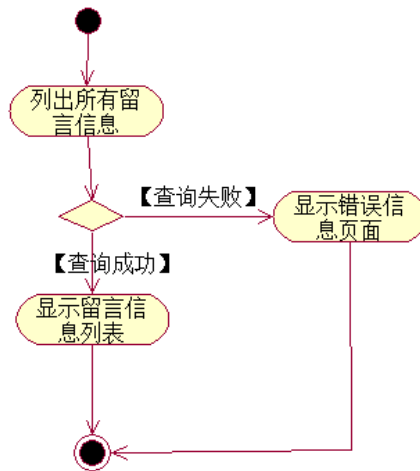 列出所有留
言信息
【查询失败】
显示错误信
息页面
【查询成功】
显示留言信
息列表